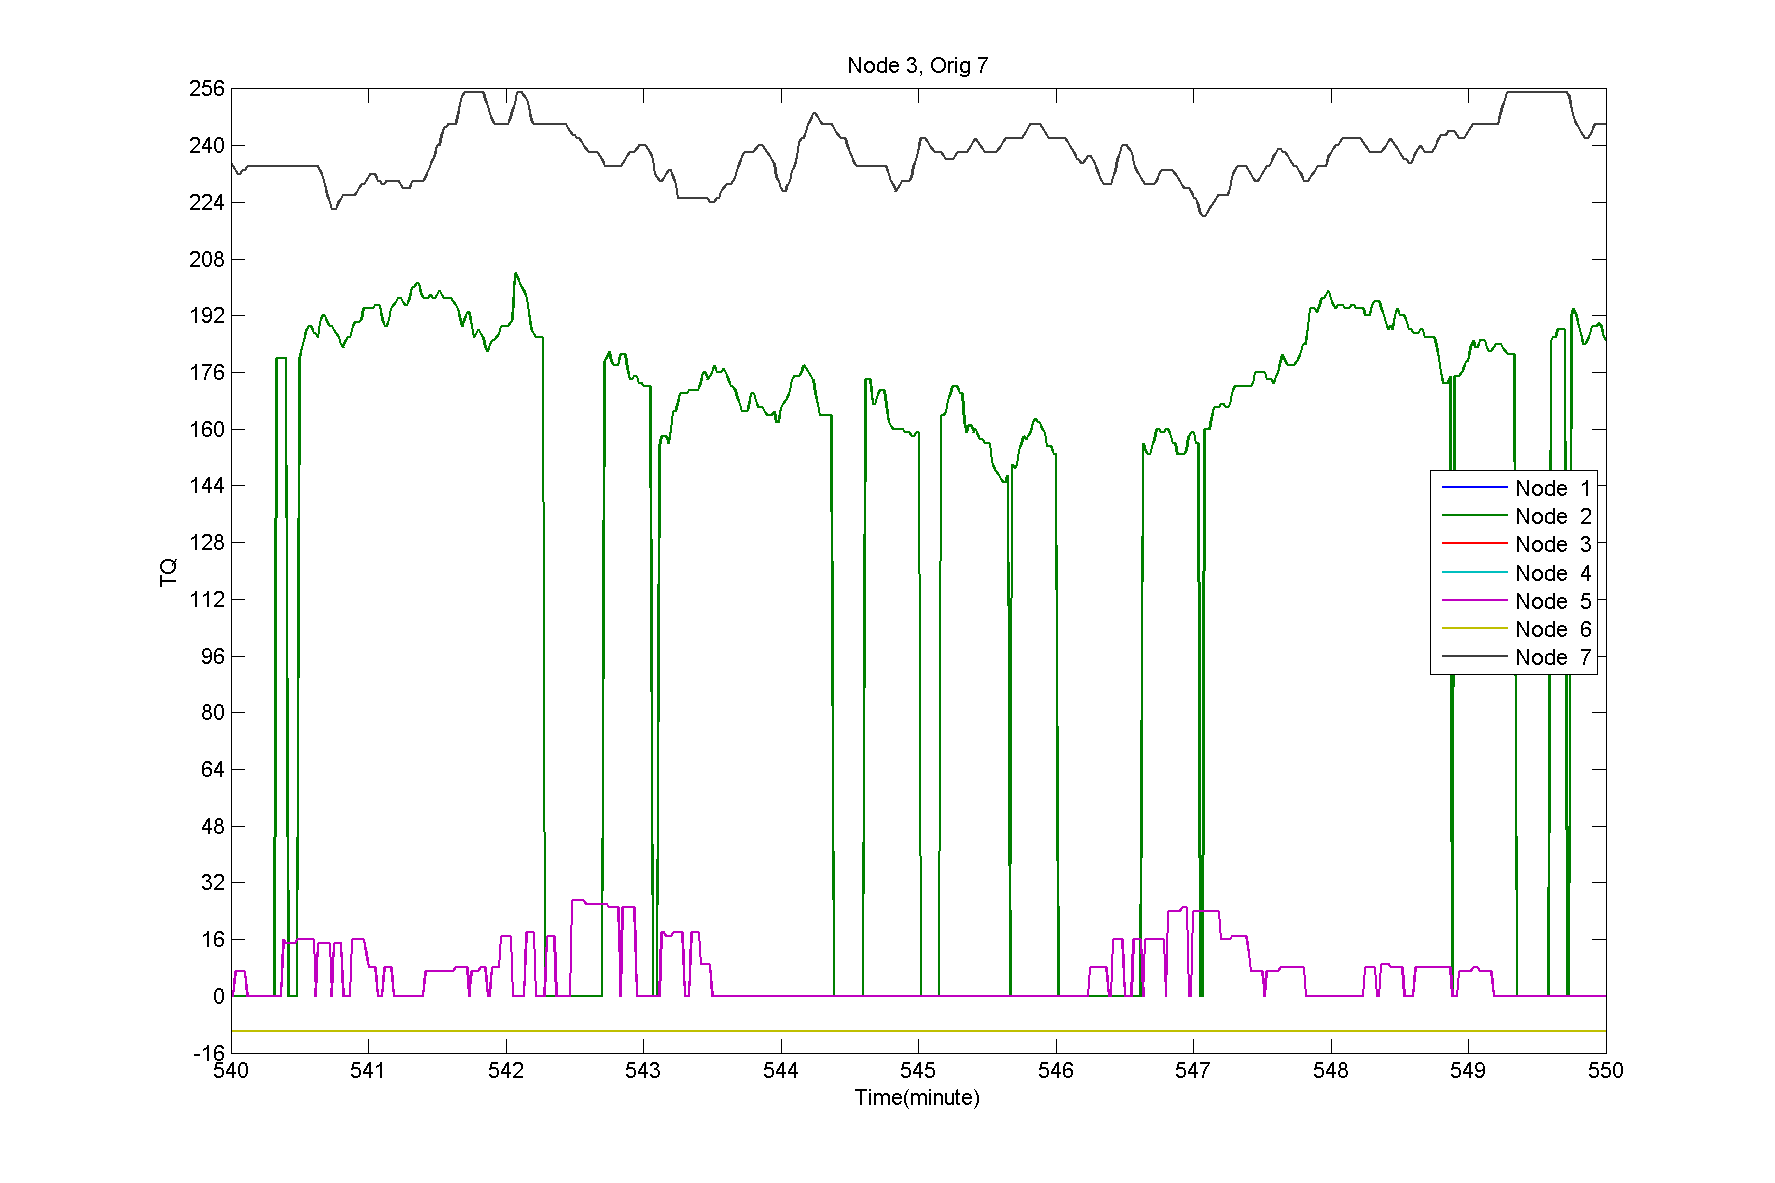 Node 3, Orig 7
256
240
224
208
192
176
160
144
128
112
96
80
64
48
32
16
0
-16
TQ
Node 1
Node 2
Node 3
Node 4
Node 5
Node 6
Node 7
540 541 542 543 544 545 546 547 548 549 550
Time(minute)